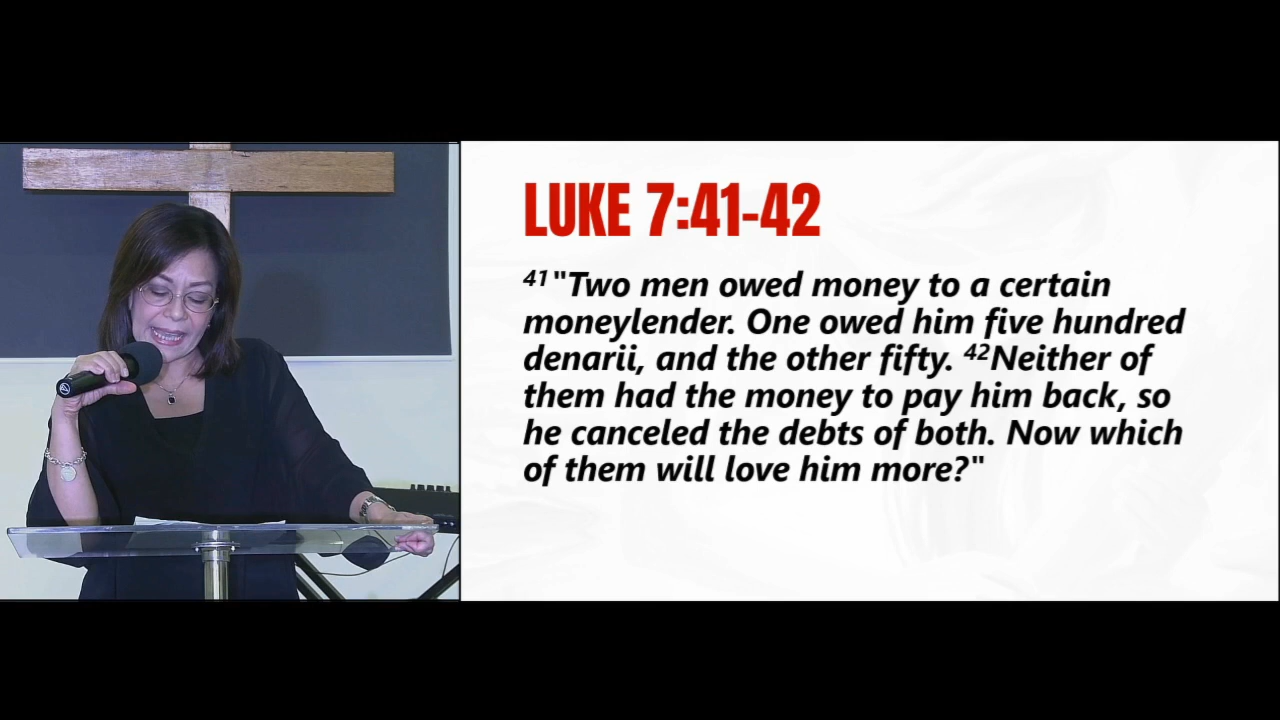 LUKE 7:41-42
41"Two men owed money to a certain
moneylender. One owed him five hundred
denarii, and the other fifty. 42Neither of
them had the money to pay him back, so
he canceled the debts of both. Now which
of them will love him more?"